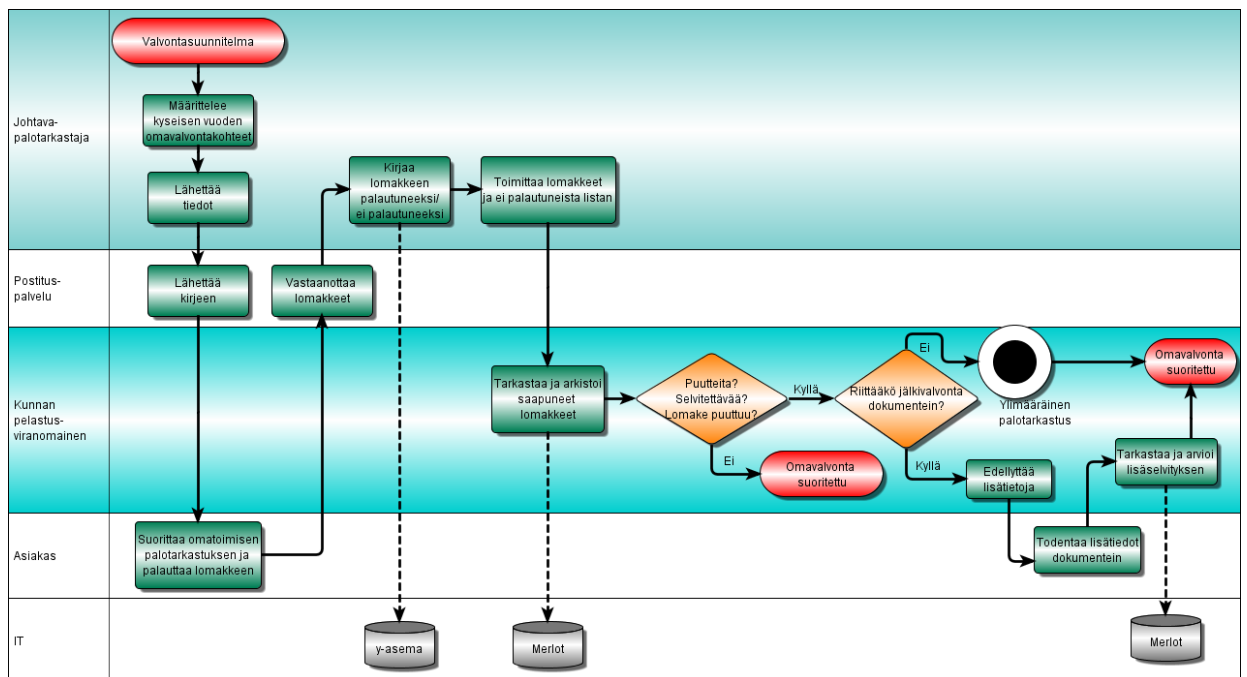 Johtava-
palotarkastaja
Valvontasuunnitelma
Määrittelee
kyseisen vuoden
omavalvontakohteet
Lähettää
tiedot
Kirjaa
lomakkeen
palautuneeksi/
ei palautuneeksi
Toimittaa lomakkeet
ja ei palautuneista listan
Postitus-
palvelu
Lähettää
kirjeen
Vastaanottaa
lomakkeet
Kunnan
pelastus-
viranomainen
Tarkastaa ja arkistoi
saapuneet
lomakkeet
Puutteita?
Selvitettävää?
Lomake puuttuu?
Kyllä
Ei
Omavalvonta
suoritettu
Riittääkö jälkivalvonta
dokumentein?
Ei
Ylimääräinen
palotarkastus
Omavalvonta
suoritettu
Kyllä
Edellyttää
lisätietoja
Tarkastaa ja arvioi
lisäselvityksen
Asiakas
Suorittaa omatoimisen
palotarkastuksen ja
palauttaa lomakkeen
Todentaa lisätiedot
dokumentein
IT
y-asema
Merlot
Merlot